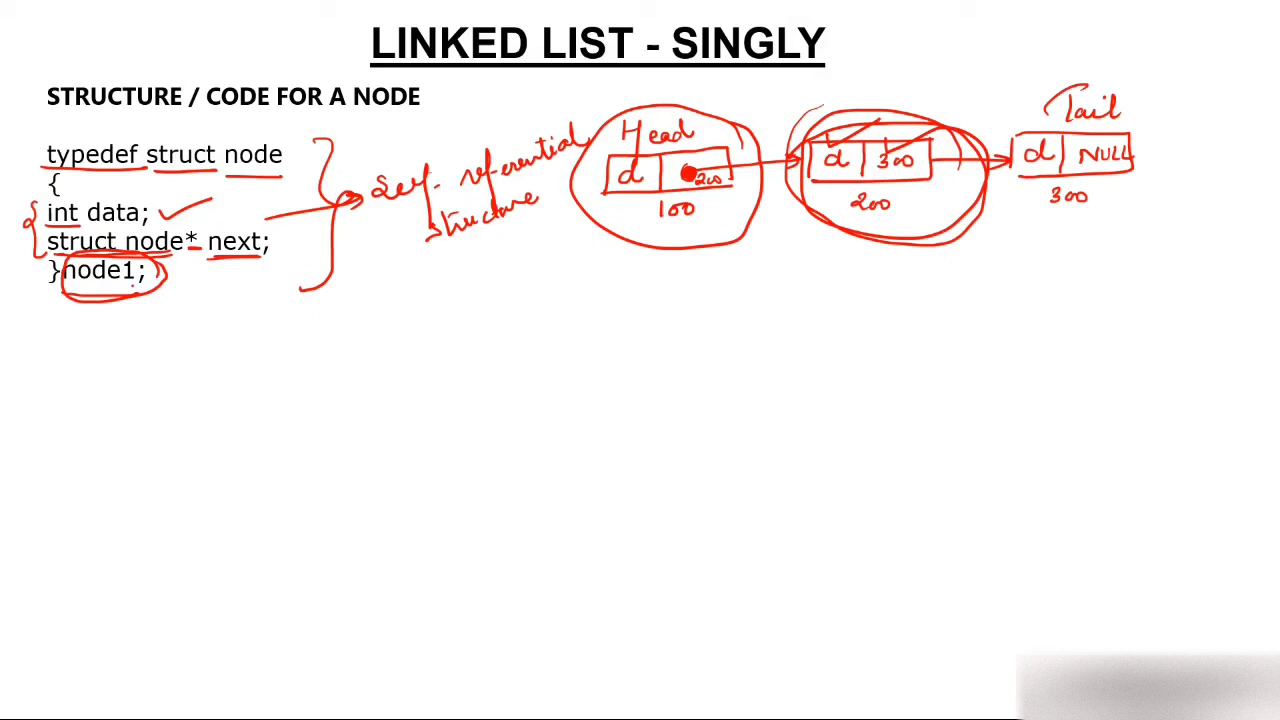 LINKED LIST - SINGLY
STRUCTURE / CODE FOR A NODE
typedef struct node
{
int data;
struct node* next;
}node1;
Self-referential
structure
Head
d 200
100
d 300
200
Tail
d NULL
300